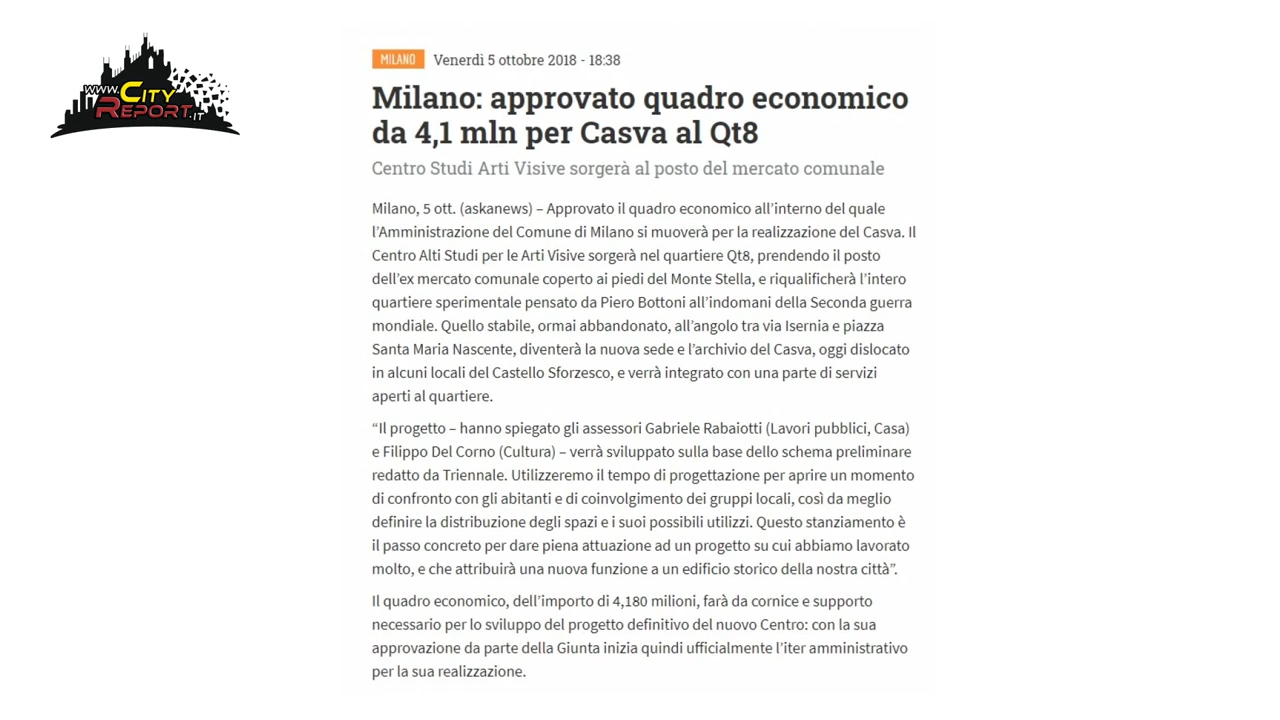 www.CITY
REPORT.IT
MILANO Venerdì 5 ottobre 2018 - 18:38
Milano: approvato quadro economico
da 4,1 mln per Casva al Qt8
Centro Studi Arti Visive sorgerà al posto del mercato comunale
Milano, 5 ott. (askanews) – Approvato il quadro economico all’interno del quale
l’Amministrazione del Comune di Milano si muoverà per la realizzazione del Casva. Il
Centro Alti Studi per le Arti Visive sorgerà nel quartiere Qt8, prendendo il posto
dell’ex mercato comunale coperto ai piedi del Monte Stella, e riqualificherà l’intero
quartiere sperimentale pensato da Piero Bottoni all’indomani della Seconda guerra
mondiale. Quello stabile, ormai abbandonato, all’angolo tra via Isernia e piazza
Santa Maria Nascente, diventerà la nuova sede e l’archivio del Casva, oggi dislocato
in alcuni locali del Castello Sforzesco, e verrà integrato con una parte di servizi
aperti al quartiere.
“Il progetto – hanno spiegato gli assessori Gabriele Rabaiotti (Lavori pubblici, Casa)
e Filippo Del Corno (Cultura) – verrà sviluppato sulla base dello schema preliminare
redatto da Triennale. Utilizzeremo il tempo di progettazione per aprire un momento
di confronto con gli abitanti e di coinvolgimento dei gruppi locali, così da meglio
definire la distribuzione degli spazi e i suoi possibili utilizzi. Questo stanziamento è
il passo concreto per dare piena attuazione ad un progetto su cui abbiamo lavorato
molto, e che attribuirà una nuova funzione a un edificio storico della nostra città”.
Il quadro economico, dell’importo di 4,180 milioni, farà da cornice e supporto
necessario per lo sviluppo del progetto definitivo del nuovo Centro: con la sua
approvazione da parte della Giunta inizia quindi ufficialmente l’iter amministrativo
per la sua realizzazione.